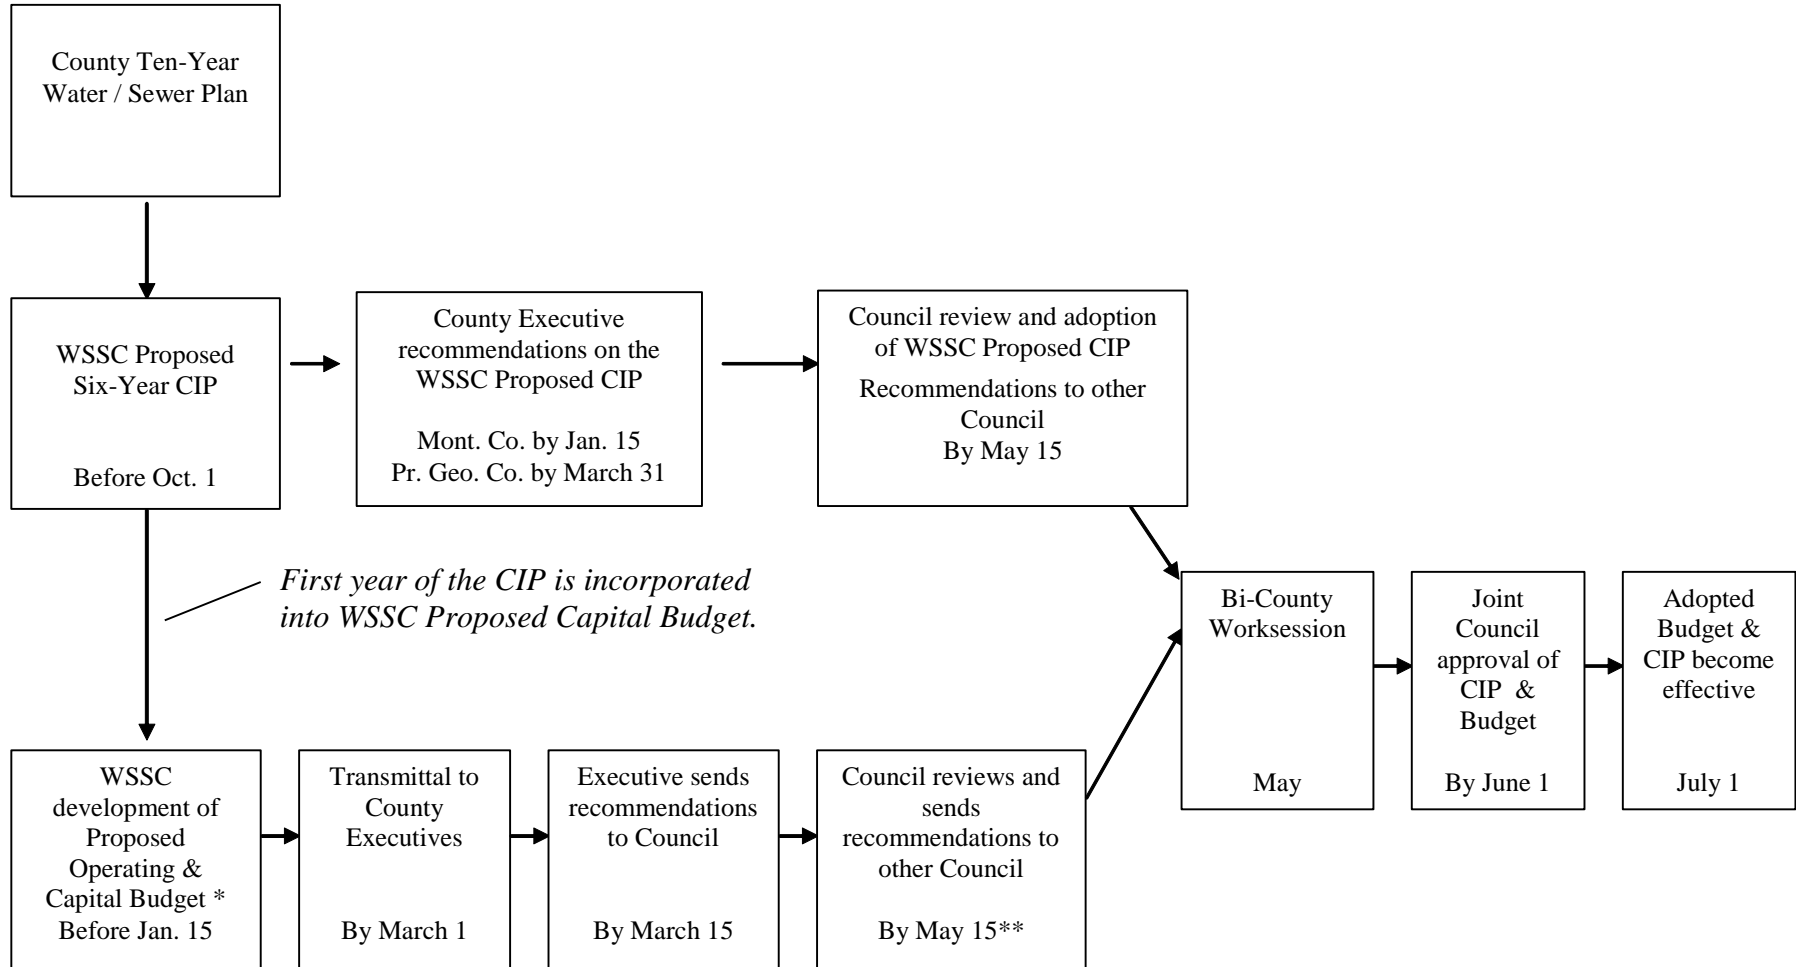 County Ten-Year
Water / Sewer Plan
WSSC Proposed
Six-Year CIP
Before Oct. 1
County Executive
recommendations on the
WSSC Proposed CIP
Mont. Co. by Jan. 15
Pr. Geo. Co. by March 31
Council review and adoption
of WSSC Proposed CIP
Recommendations to other
Council
By May 15
First year of the CIP is incorporated
into WSSC Proposed Capital Budget.
WSSC
development of
Proposed
Operating &
Capital Budget *
Before Jan. 15
Transmittal to
County
Executives
By March 1
Executive sends
recommendations
to Council
By March 15
Council reviews and
sends
recommendations to
other Council
By May 15**
Bi-County
Worksession
May
Joint
Council
approval of
CIP &
Budget
By June 1
Adopted
Budget &
CIP become
effective
July 1